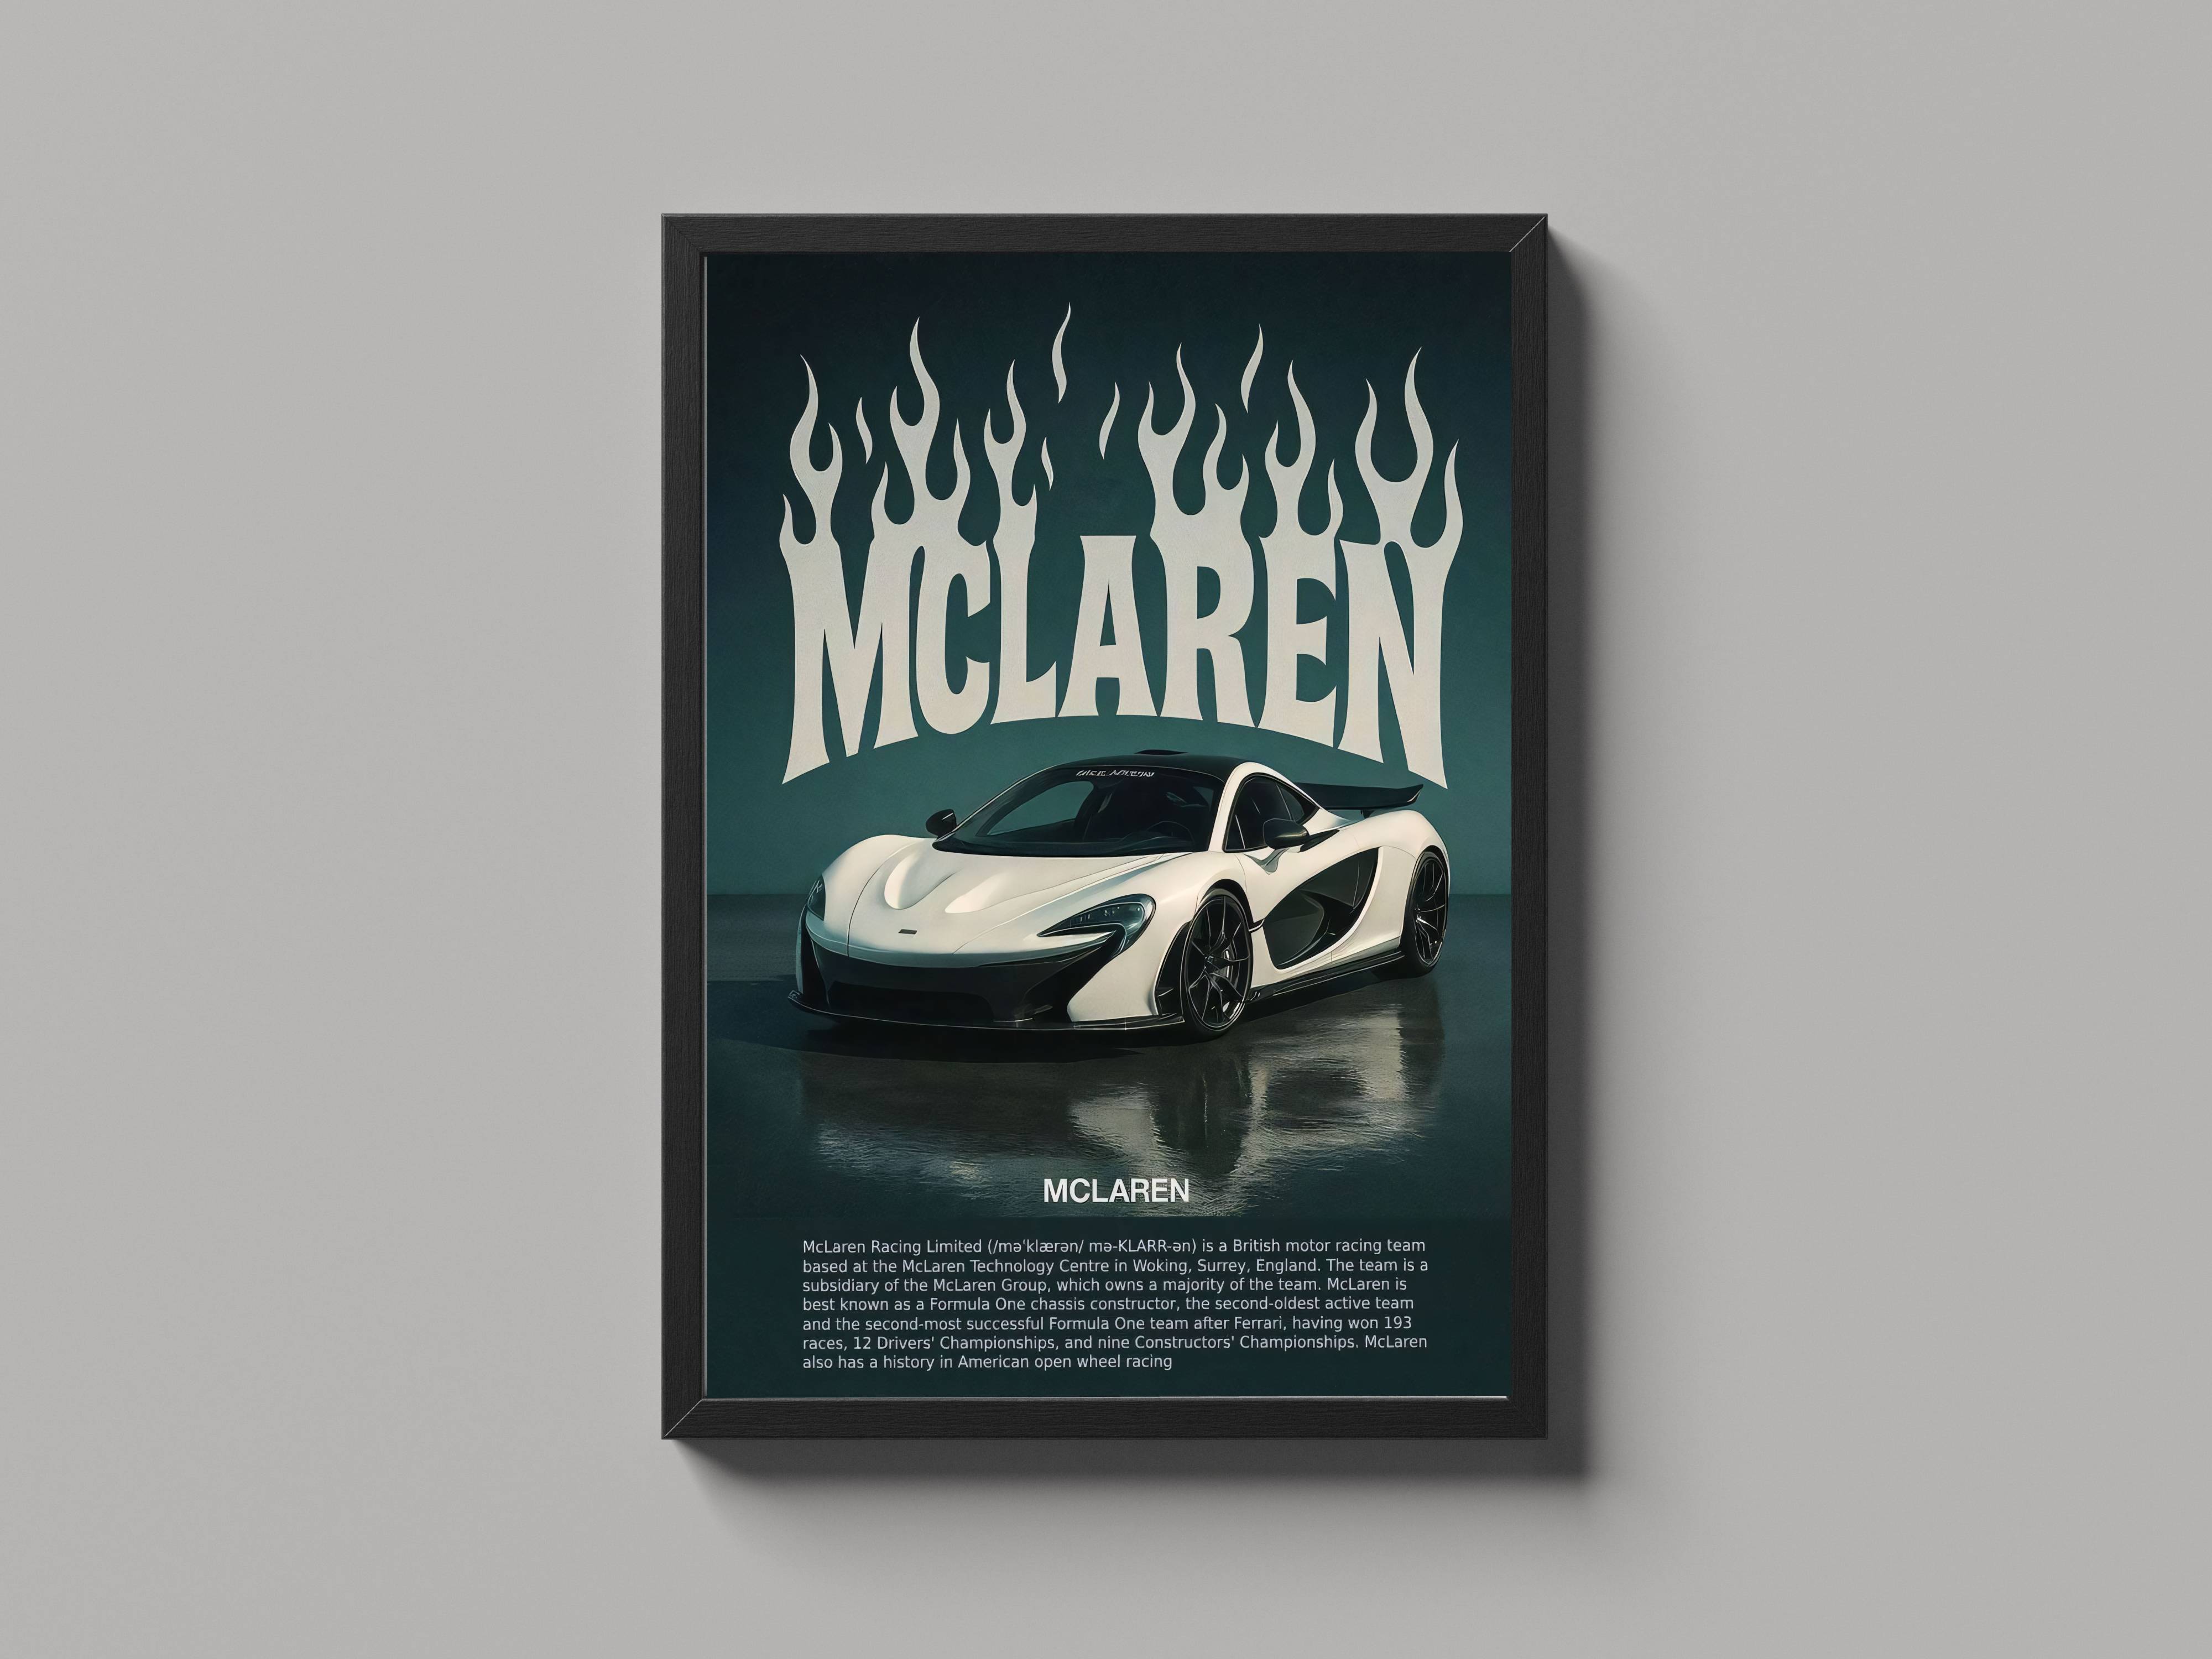 MCLAREN
MCLAREN
McLaren Racing Limited (/məˈklærən/ mə-KLARR-ən) is a British motor racing team
based at the McLaren Technology Centre in Woking, Surrey, England. The team is a
subsidiary of the McLaren Group, which owns a majority of the team. McLaren is
best known as a Formula One chassis constructor, the second-oldest active team
and the second-most successful Formula One team after Ferrari, having won 193
races, 12 Drivers' Championships, and nine Constructors' Championships. McLaren
also has a history in American open wheel racing